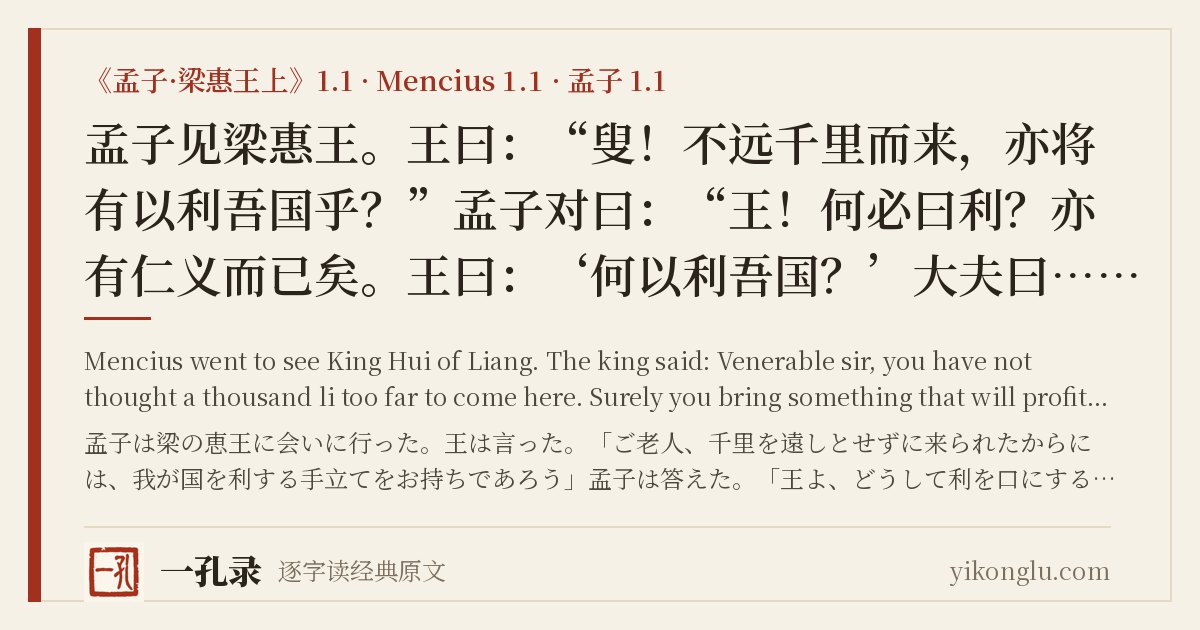 《孟子·梁惠王上》1.1 · Mencius 1.1 · 孟子 1.1
孟子见梁惠王。王曰：“叟！不远千里而来，亦将
有以利吾国乎？”孟子对曰：“王！何必曰利？亦
有仁义而已矣。王曰：‘何以利吾国？’大夫曰……
Mencius went to see King Hui of Liang. The king said: Venerable sir, you have not
thought a thousand li too far to come here. Surely you bring something that will profit...
孟子は梁の恵王に会いに行った。王は言った。「ご老人、千里を遠しとせずに来られたからに
は、我が国を利する手立てをお持ちであろう」孟子は答えた。「王よ、どうして利を口にする…
一孔 一孔录 逐字读经典原文 yikonglu.com